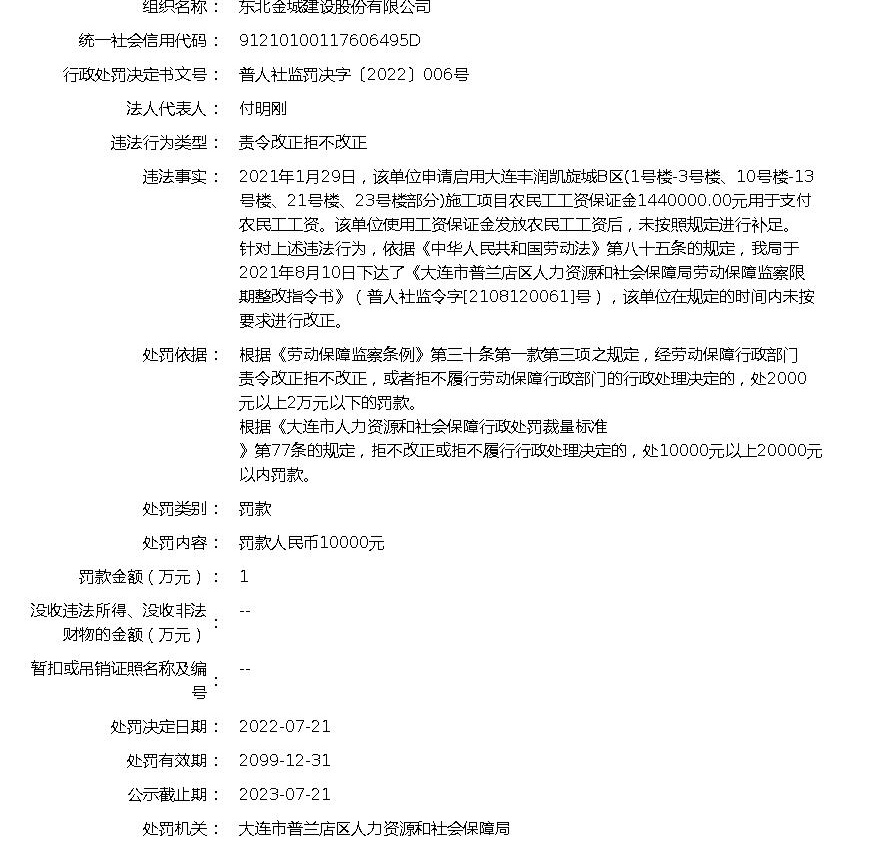 组织名称： 东北金城建设股份有限公司
统一社会信用代码： 91210100117606495D
行政处罚决定书文号： 普人社监罚决字〔2022〕006号
法人代表人： 付明刚
违法行为类型： 责令改正拒不改正
违法事实： 2021年1月29日，该单位申请启用大连丰润凯旋城B区(1号楼-3号楼、10号楼-13
号楼、21号楼、23号楼部分)施工项目农民工工资保证金1440000.00元用于支付
农民工工资。该单位使用工资保证金发放农民工工资后，未按照规定进行补足。
针对上述违法行为，依据《中华人民共和国劳动法》第八十五条的规定，我局于
2021年8月10日下达了《大连市普兰店区人力资源和社会保障局劳动保障监察限
期整改指令书》（普人社监令字[2108120061]号），该单位在规定的时间内未按
要求进行改正。
处罚依据： 根据《劳动保障监察条例》第三十条第一款第三项之规定，经劳动保障行政部门
责令改正拒不改正，或者拒不履行劳动保障行政部门的行政处理决定的，处2000
元以上2万元以下的罚款。
根据《大连市人力资源和社会保障行政处罚裁量标准
》第77条的规定，拒不改正或拒不履行行政处理决定的，处10000元以上20000元
以内罚款。
处罚类别： 罚款
处罚内容： 罚款人民币10000元
罚款金额（万元）： 1
没收违法所得、没收非法
财物的金额（万元）： --
暂扣或吊销证照名称及编
号： --
处罚决定日期： 2022-07-21
处罚有效期： 2099-12-31
公示截止期： 2023-07-21
处罚机关： 大连市普兰店区人力资源和社会保障局